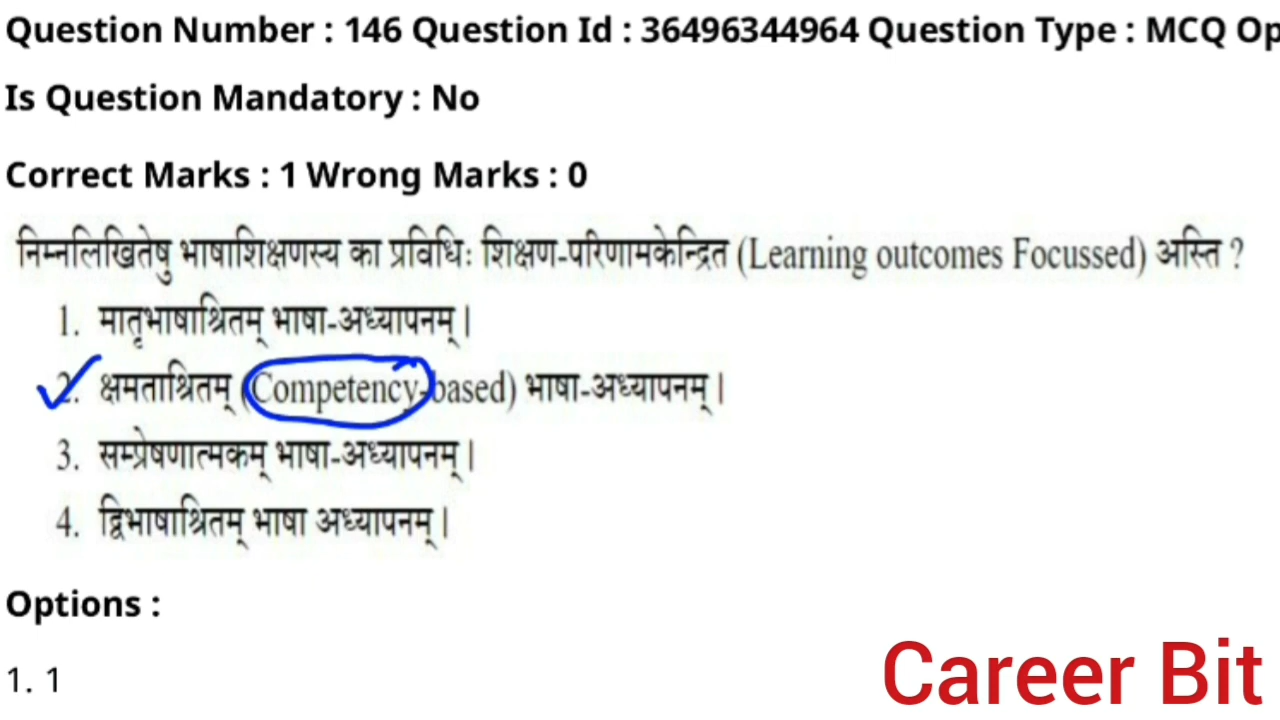 Question Number : 146 Question Id : 36496344964 Question Type : MCQ Op
Is Question Mandatory : No
Correct Marks : 1 Wrong Marks : 0
निम्नलिखितेषु भाषाशिक्षणस्य का प्रविधिः शिक्षण-परिणामकेन्द्रित (Learning outcomes Focussed) अस्ति ?
1. मातृभाषाश्रितम् भाषा-अध्यापनम् ।
2. क्षमताश्रितम् (Competency-based) भाषा-अध्यापनम् ।
3. सम्प्रेषणात्मकम् भाषा-अध्यापनम् ।
4. द्विभाषाश्रितम् भाषा अध्यापनम् ।
Options :
1. 1
Career Bit